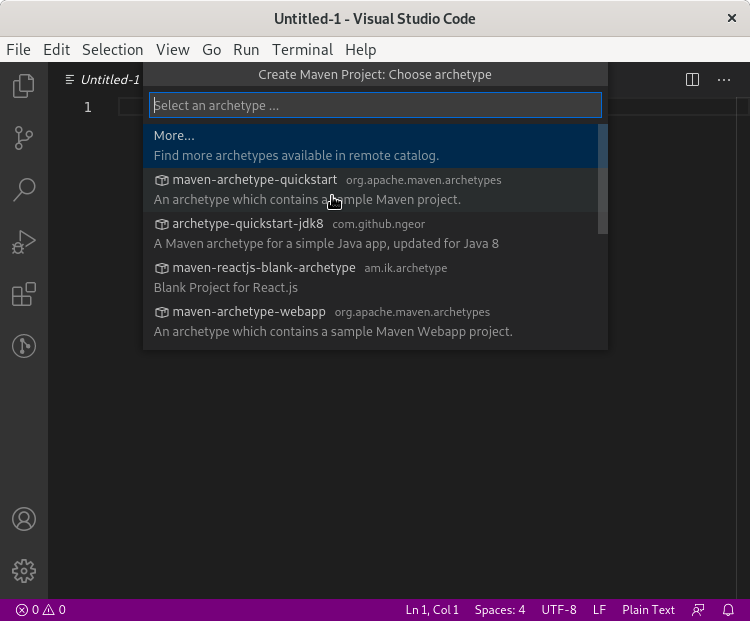 Untitled-1 - Visual Studio Code
File Edit Selection View Go Run Terminal Help
Untitled-1
Create Maven Project: Choose archetype
1
Select an archetype ...
More...
Find more archetypes available in remote catalog.
maven-archetype-quickstart org.apache.maven.archetypes
An archetype which contains a sample Maven project.
archetype-quickstart-jdk8 com.github.ngeor
A Maven archetype for a simple Java app, updated for Java 8
maven-reactjs-blank-archetype am.ik.archetype
Blank Project for React.js
maven-archetype-webapp org.apache.maven.archetypes
An archetype which contains a sample Maven Webapp project.
0 0 Ln 1, Col 1 Spaces: 4 UTF-8 LF Plain Text